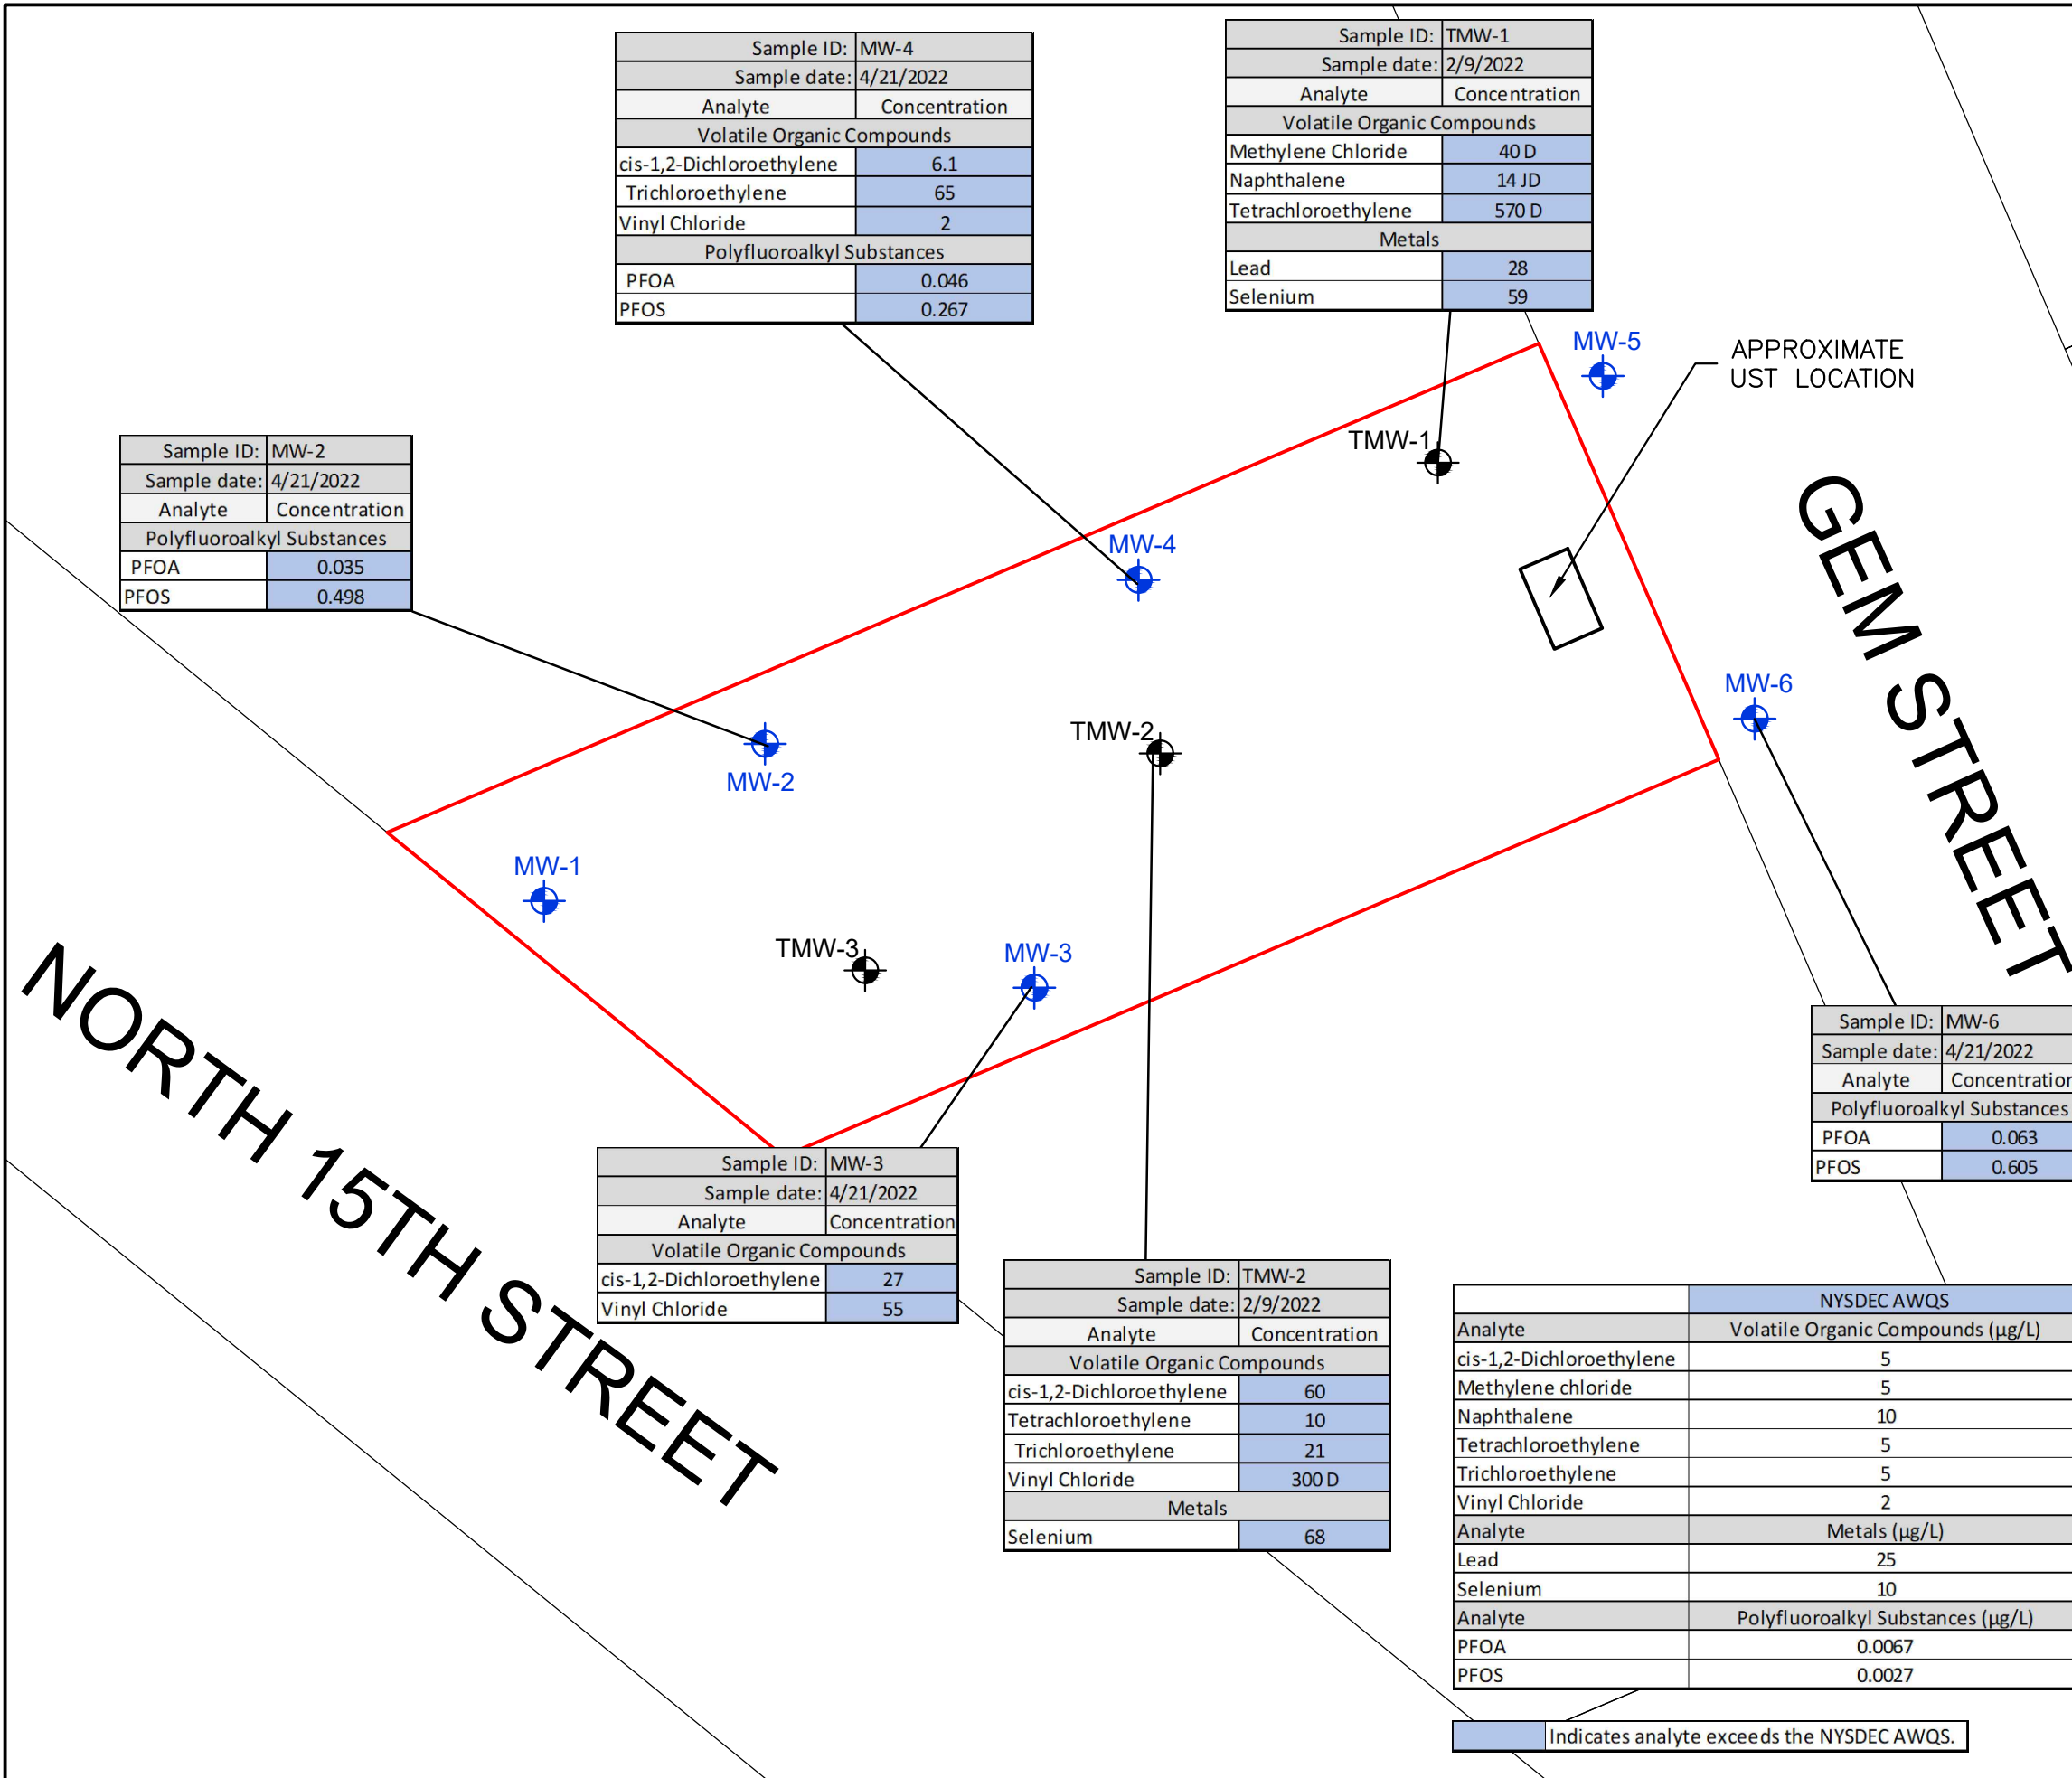 Sample ID: MW-4
Sample date: 4/21/2022
Analyte Concentration
Volatile Organic Compounds
cis-1,2-Dichloroethylene 6.1
Trichloroethylene 65
Vinyl Chloride 2
Polyfluoroalkyl Substances
PFOA 0.046
PFOS 0.267
Sample ID: TMW-1
Sample date: 2/9/2022
Analyte Concentration
Volatile Organic Compounds
Methylene Chloride 40 D
Naphthalene 14 JD
Tetrachloroethylene 570 D
Metals
Lead 28
Selenium 59
MW-5
APPROXIMATE
UST LOCATION
TMW-1
Sample ID: MW-2
Sample date: 4/21/2022
Analyte Concentration
Polyfluoroalkyl Substances
PFOA 0.035
PFOS 0.498
MW-4
GEM STREET
MW-6
TMW-2
MW-2
MW-1
TMW-3
MW-3
NORTH 15TH STREET
Sample ID: MW-6
Sample date: 4/21/2022
Analyte Concentration
Polyfluoroalkyl Substances
PFOA 0.063
PFOS 0.605
Sample ID: MW-3
Sample date: 4/21/2022
Analyte Concentration
Volatile Organic Compounds
cis-1,2-Dichloroethylene 27
Vinyl Chloride 55
Sample ID: TMW-2
Sample date: 2/9/2022
Analyte Concentration
Volatile Organic Compounds
cis-1,2-Dichloroethylene 60
Tetrachloroethylene 10
Trichloroethylene 21
Vinyl Chloride 300 D
Metals
Selenium 68
NYSDEC AWQS
Analyte Volatile Organic Compounds (µg/L)
cis-1,2-Dichloroethylene 5
Methylene chloride 5
Naphthalene 10
Tetrachloroethylene 5
Trichloroethylene 5
Vinyl Chloride 2
Analyte Metals (µg/L)
Lead 25
Selenium 10
Analyte Polyfluoroalkyl Substances (µg/L)
PFOA 0.0067
PFOS 0.0027
Indicates analyte exceeds the NYSDEC AWQS.